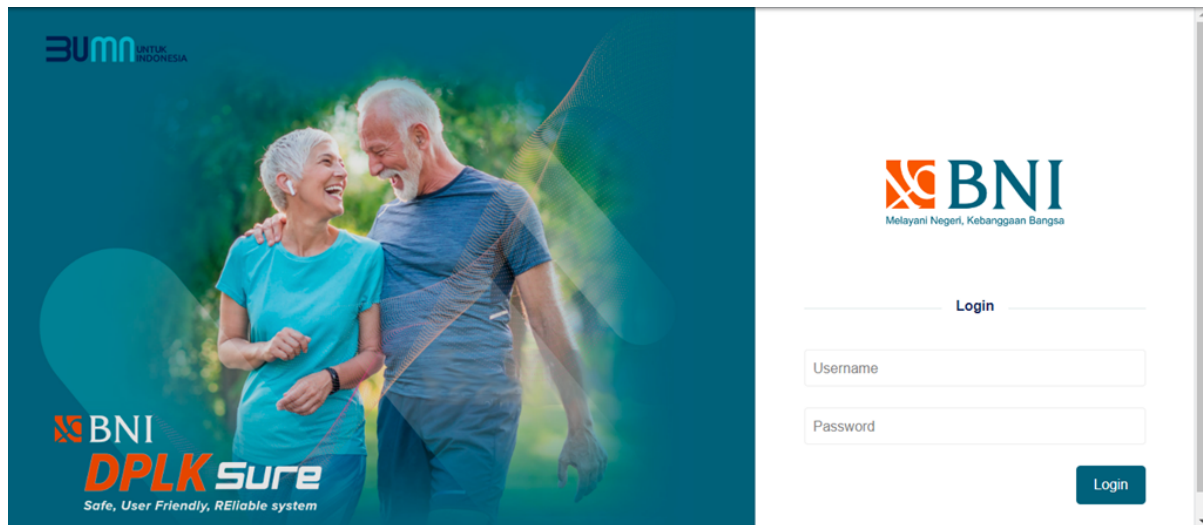 BUMN UNTUK
INDONESIA
BNI
DPLK Sure
Safe, User Friendly, REliable system
BNI
Melayani Negeri, Kebanggaan Bangsa
Login
Username
Password
Login